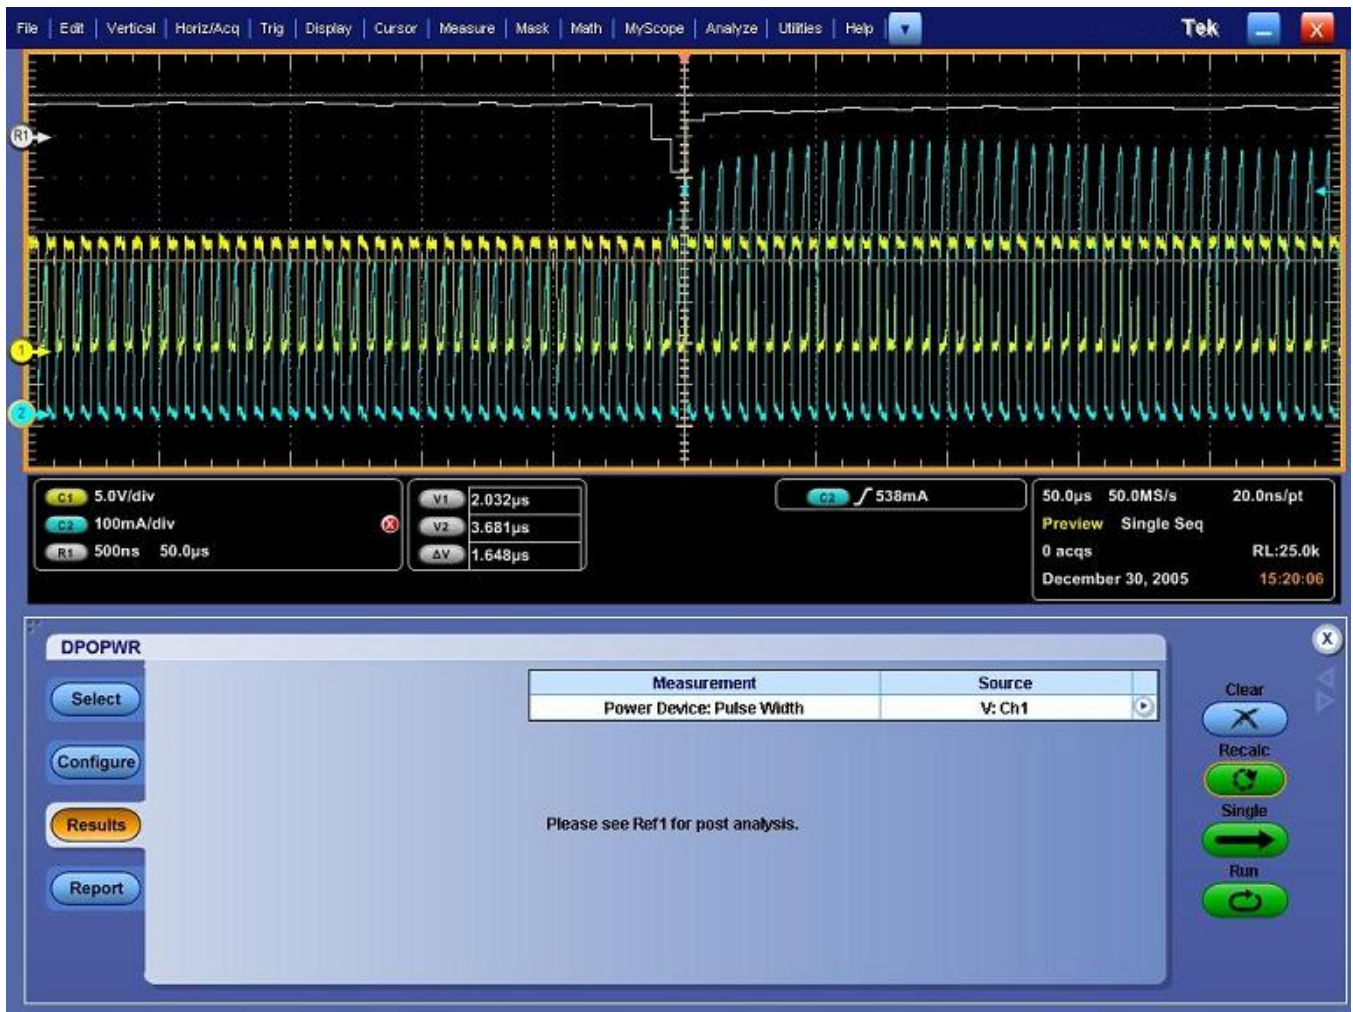 File | Edit | Vertical | Horiz/Acq | Trig | Display | Cursor | Measure | Mask | Math | MyScope | Analyze | Utilities | Help Tek X
R1
1
2
C1 5.0V/div
C2 100mA/div
R1 500ns 50.0µs
V1 2.032µs
V2 3.681µs
ΔV 1.648µs
C2 538mA
50.0µs 50.0MS/s 20.0ns/pt
Preview Single Seq
0 acqs RL:25.0k
December 30, 2005 15:20:06
DPOPWR
X
Select
Configure
Results
Report
Measurement Source
Power Device: Pulse Width V: Ch1
Please see Ref1 for post analysis.
Clear
Recalc
Single
Run